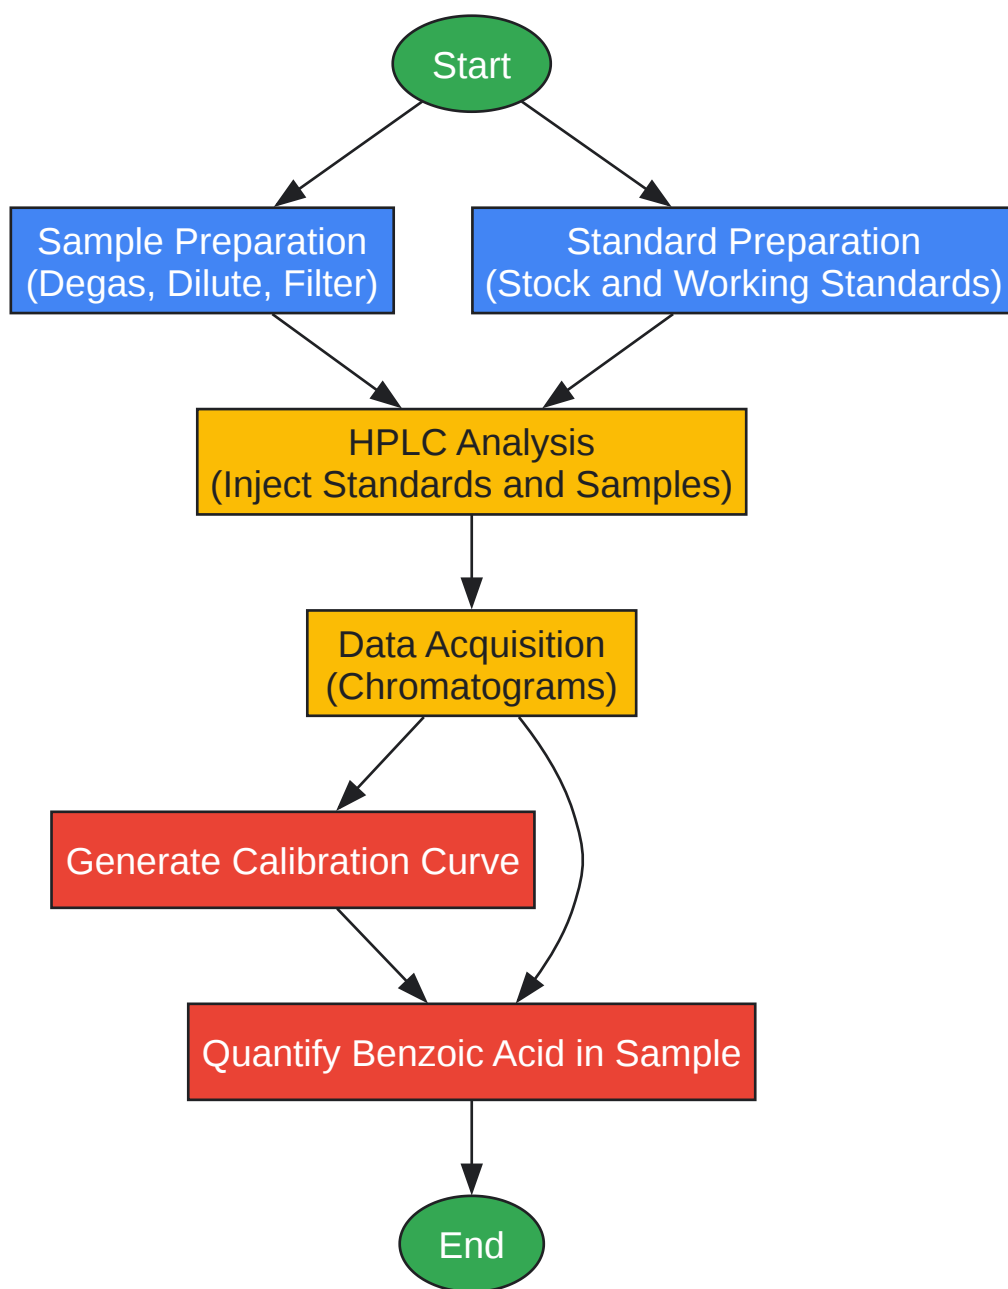 Start
Sample Preparation
(Degas, Dilute, Filter)
Standard Preparation
(Stock and Working Standards)
HPLC Analysis
(Inject Standards and Samples)
Data Acquisition
(Chromatograms)
Generate Calibration Curve
Quantify Benzoic Acid in Sample
End